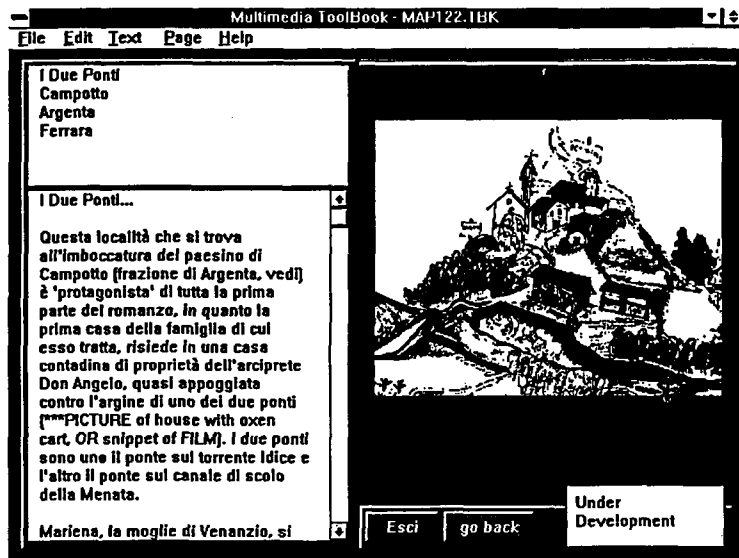 Multimedia ToolBook - MAP122.TBK
File Edit Text Page Help
I Due Ponti
Campotto
Argenta
Ferrara
I Due Ponti...
Questa località che si trova
all'imboccatura del paesino di
Campotto (frazione di Argenta, vedi)
è 'protagonista' di tutta la prima
parte del romanzo, in quanto la
prima casa della famiglia di cui
esso tratta, risiede in una casa
contadina di proprietà dell'arciprete
Don Angelo, quasi appoggiata
contro l'argine di uno dei due ponti
(***PICTURE of house with oxen
cart, OR snippet of FILM). I due ponti
sono uno il ponte sul torrente Idice e
l'altro il ponte sul canale di scolo
della Menata.
Mariena, la moglie di Venanzio, si
Esci
go back
Under
Development